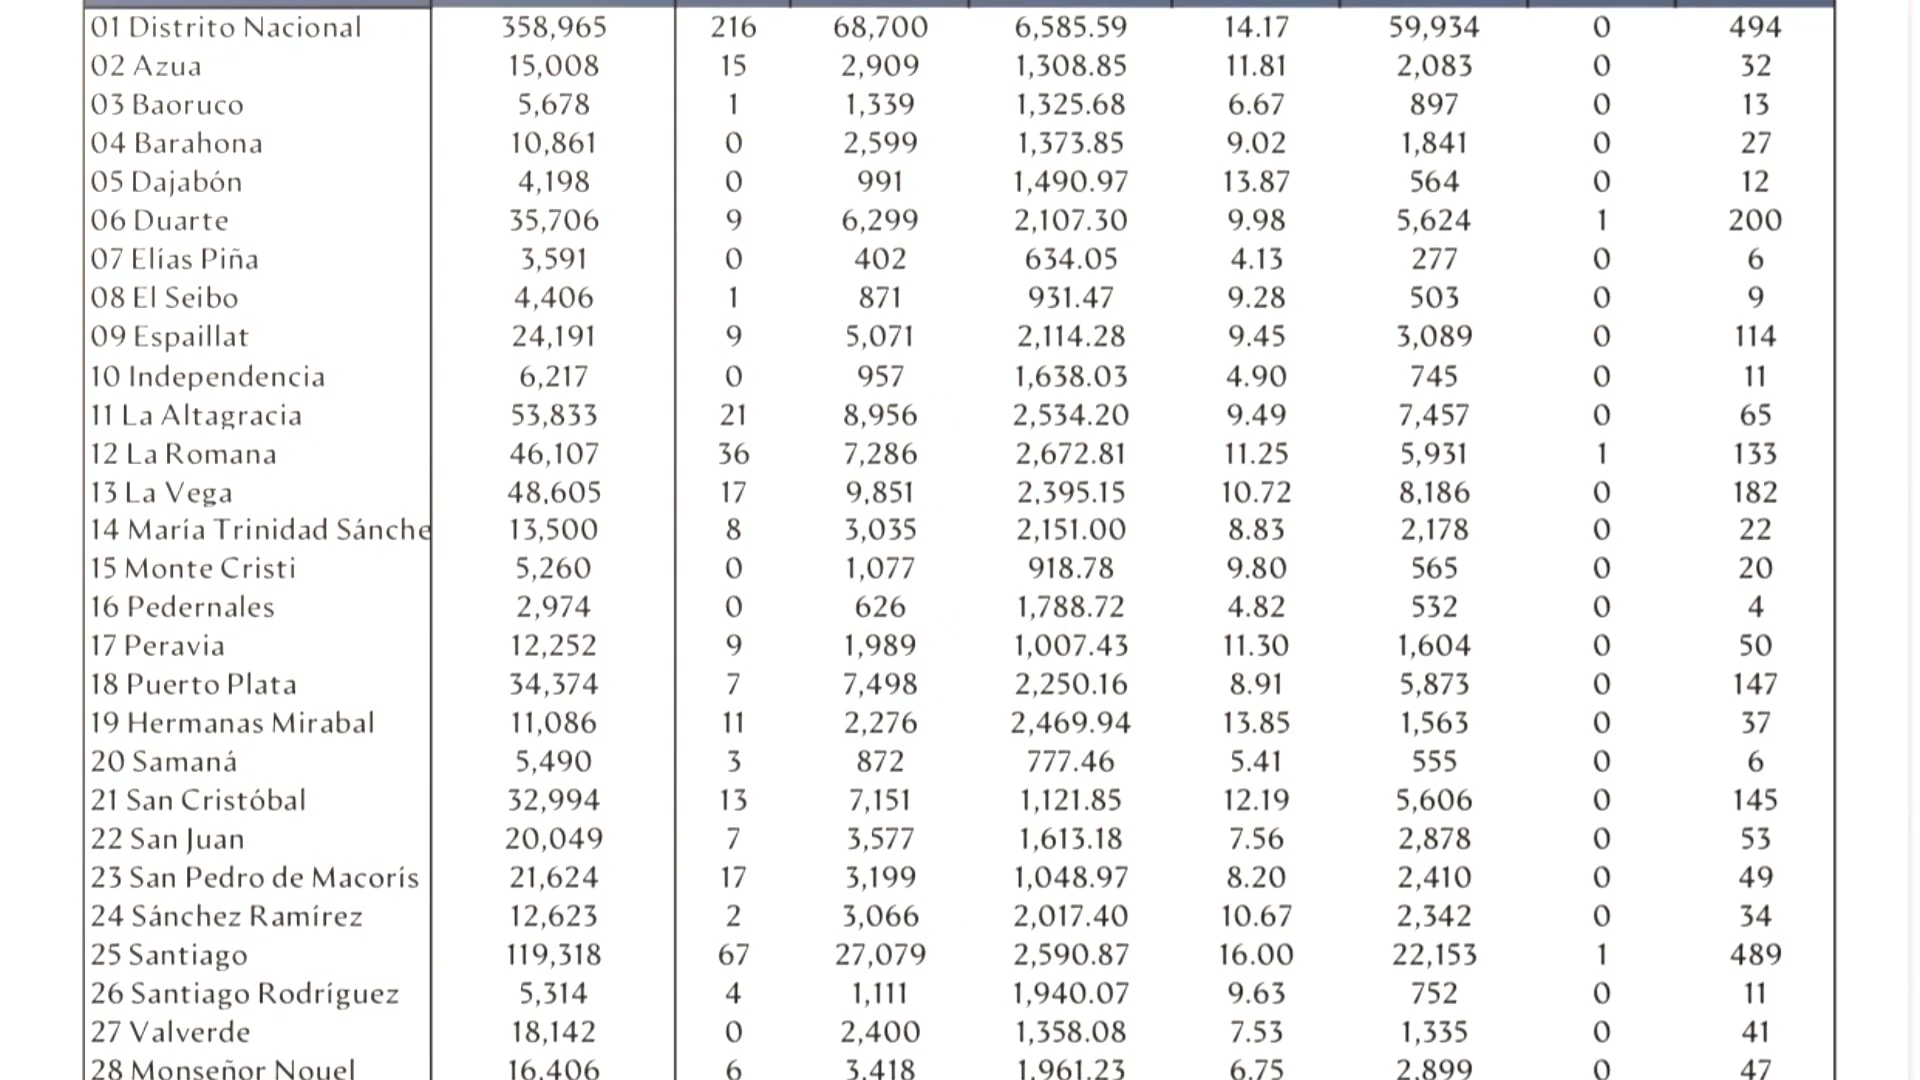 01 Distrito Nacional 358,965 216 68,700 6,585.59 14.17 59,934 0 494
02 Azua 15,008 15 2,909 1,308.85 11.81 2,083 0 32
03 Baoruco 5,678 1 1,339 1,325.68 6.67 897 0 13
04 Barahona 10,861 0 2,599 1,373.85 9.02 1,841 0 27
05 Dajabón 4,198 0 991 1,490.97 13.87 564 0 12
06 Duarte 35,706 9 6,299 2,107.30 9.98 5,624 1 200
07 Elías Piña 3,591 0 402 634.05 4.13 277 0 6
08 El Seibo 4,406 1 871 931.47 9.28 503 0 9
09 Espaillat 24,191 9 5,071 2,114.28 9.45 3,089 0 114
10 Independencia 6,217 0 957 1,638.03 4.90 745 0 11
11 La Altagracia 53,833 21 8,956 2,534.20 9.49 7,457 0 65
12 La Romana 46,107 36 7,286 2,672.81 11.25 5,931 1 133
13 La Vega 48,605 17 9,851 2,395.15 10.72 8,186 0 182
14 María Trinidad Sánche 13,500 8 3,035 2,151.00 8.83 2,178 0 22
15 Monte Cristi 5,260 0 1,077 918.78 9.80 565 0 20
16 Pedernales 2,974 0 626 1,788.72 4.82 532 0 4
17 Peravia 12,252 9 1,989 1,007.43 11.30 1,604 0 50
18 Puerto Plata 34,374 7 7,498 2,250.16 8.91 5,873 0 147
19 Hermanas Mirabal 11,086 11 2,276 2,469.94 13.85 1,563 0 37
20 Samaná 5,490 3 872 777.46 5.41 555 0 6
21 San Cristóbal 32,994 13 7,151 1,121.85 12.19 5,606 0 145
22 San Juan 20,049 7 3,577 1,613.18 7.56 2,878 0 53
23 San Pedro de Macorís 21,624 17 3,199 1,048.97 8.20 2,410 0 49
24 Sánchez Ramírez 12,623 2 3,066 2,017.40 10.67 2,342 0 34
25 Santiago 119,318 67 27,079 2,590.87 16.00 22,153 1 489
26 Santiago Rodríguez 5,314 4 1,111 1,940.07 9.63 752 0 11
27 Valverde 18,142 0 2,400 1,358.08 7.53 1,335 0 41
28 Monseñor Nouel 16,406 6 3,418 1,961.23 6.75 2,899 0 47